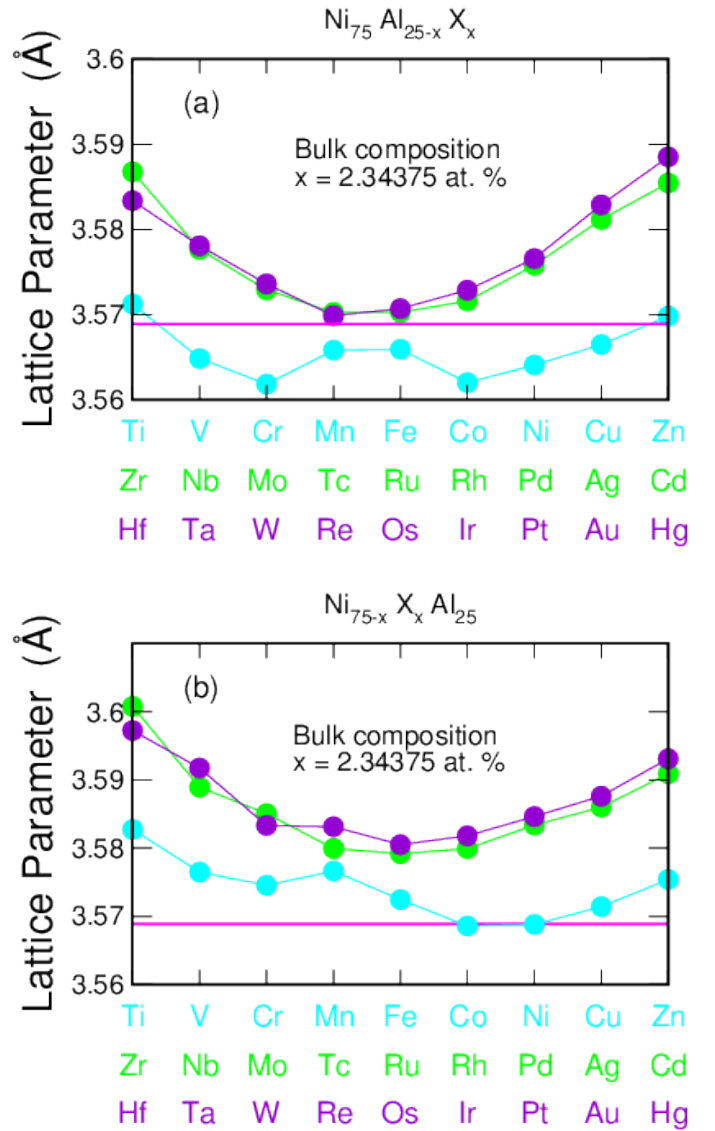 Ni75 Al25-x Xx
Lattice Parameter (Å)
(a)
Bulk composition
x = 2.34375 at. %
3.6
3.59
3.58
3.57
3.56
Ti V Cr Mn Fe Co Ni Cu Zn
Zr Nb Mo Tc Ru Rh Pd Ag Cd
Hf Ta W Re Os Ir Pt Au Hg
Ni75-x Xx Al25
Lattice Parameter (Å)
(b)
Bulk composition
x = 2.34375 at. %
3.6
3.59
3.58
3.57
3.56
Ti V Cr Mn Fe Co Ni Cu Zn
Zr Nb Mo Tc Ru Rh Pd Ag Cd
Hf Ta W Re Os Ir Pt Au Hg